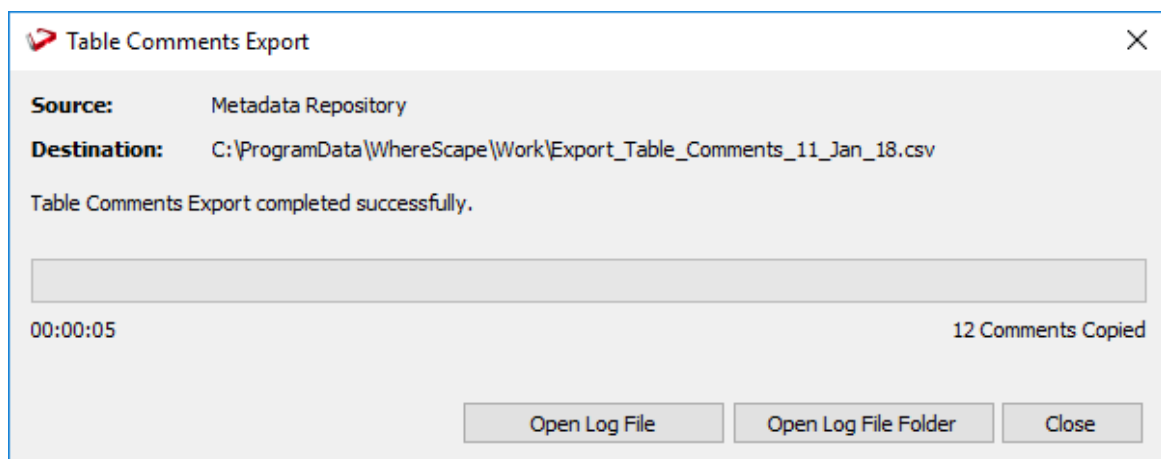 Table Comments Export
Source: Metadata Repository
Destination: C:\ProgramData\WhereScape\Work\Export_Table_Comments_11_Jan_18.csv
Table Comments Export completed successfully.
00:00:05 12 Comments Copied
Open Log File Open Log File Folder Close